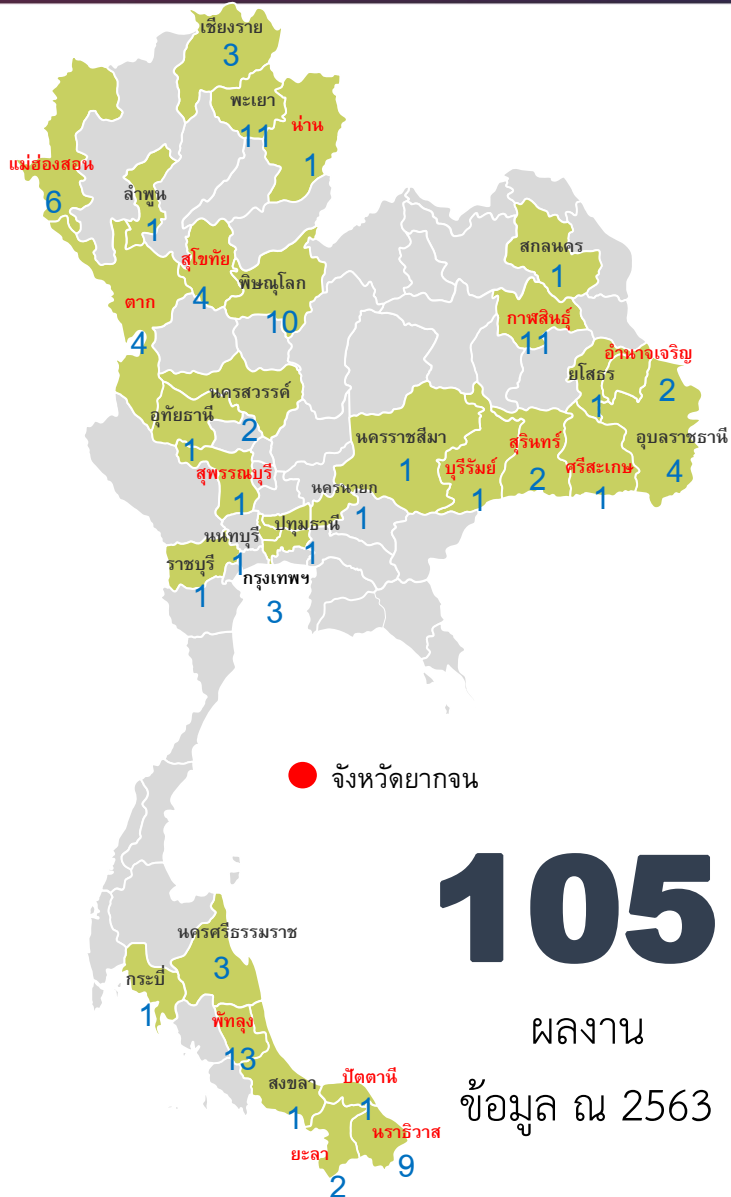 เชียงราย
3
พะเยา
11
น่าน
1
แม่ฮ่องสอน
6
ลำพูน
1
สุโขทัย
4
พิษณุโลก
10
ตาก
4
สกลนคร
1
กาฬสินธุ์
11
อำนาจเจริญ
2
ยโสธร
1
นครสวรรค์
2
อุทัยธานี
1
นครราชสีมา
1
บุรีรัมย์
1
สุรินทร์
2
ศรีสะเกษ
1
อุบลราชธานี
4
สุพรรณบุรี
1
นครนายก
1
ปทุมธานี
1
นนทบุรี
1
ราชบุรี
1
กรุงเทพฯ
3
จังหวัดยากจน
105
ผลงาน
ข้อมูล ณ 2563
นครศรีธรรมราช
3
กระบี่
1
พัทลุง
13
สงขลา
1
ปัตตานี
1
นราธิวาส
9
ยะลา
2